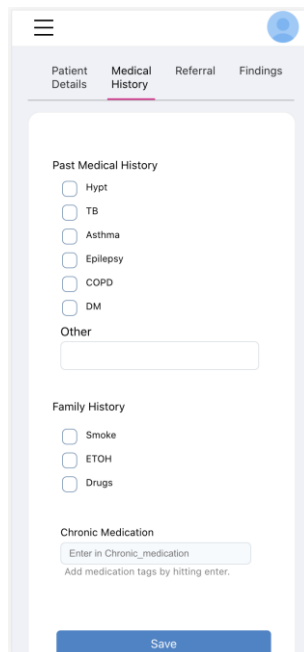 Patient Details
Medical History
Referral
Findings
Past Medical History
Hypt
TB
Asthma
Epilepsy
COPD
DM
Other
Family History
Smoke
ETOH
Drugs
Chronic Medication
Enter in Chronic_medication
Add medication tags by hitting enter.
Save